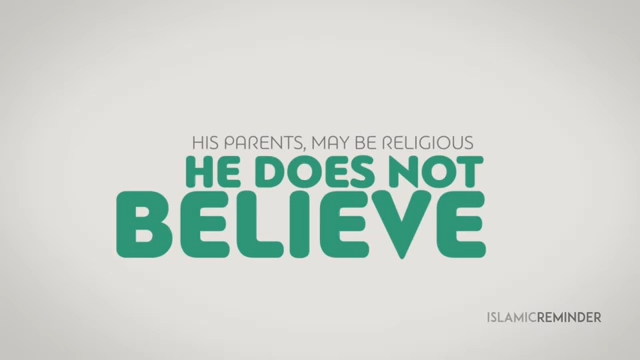 HIS PARENTS, MAY BE RELIGIOUS
HE DOES NOT
BELIEVE
ISLAMICREMINDER